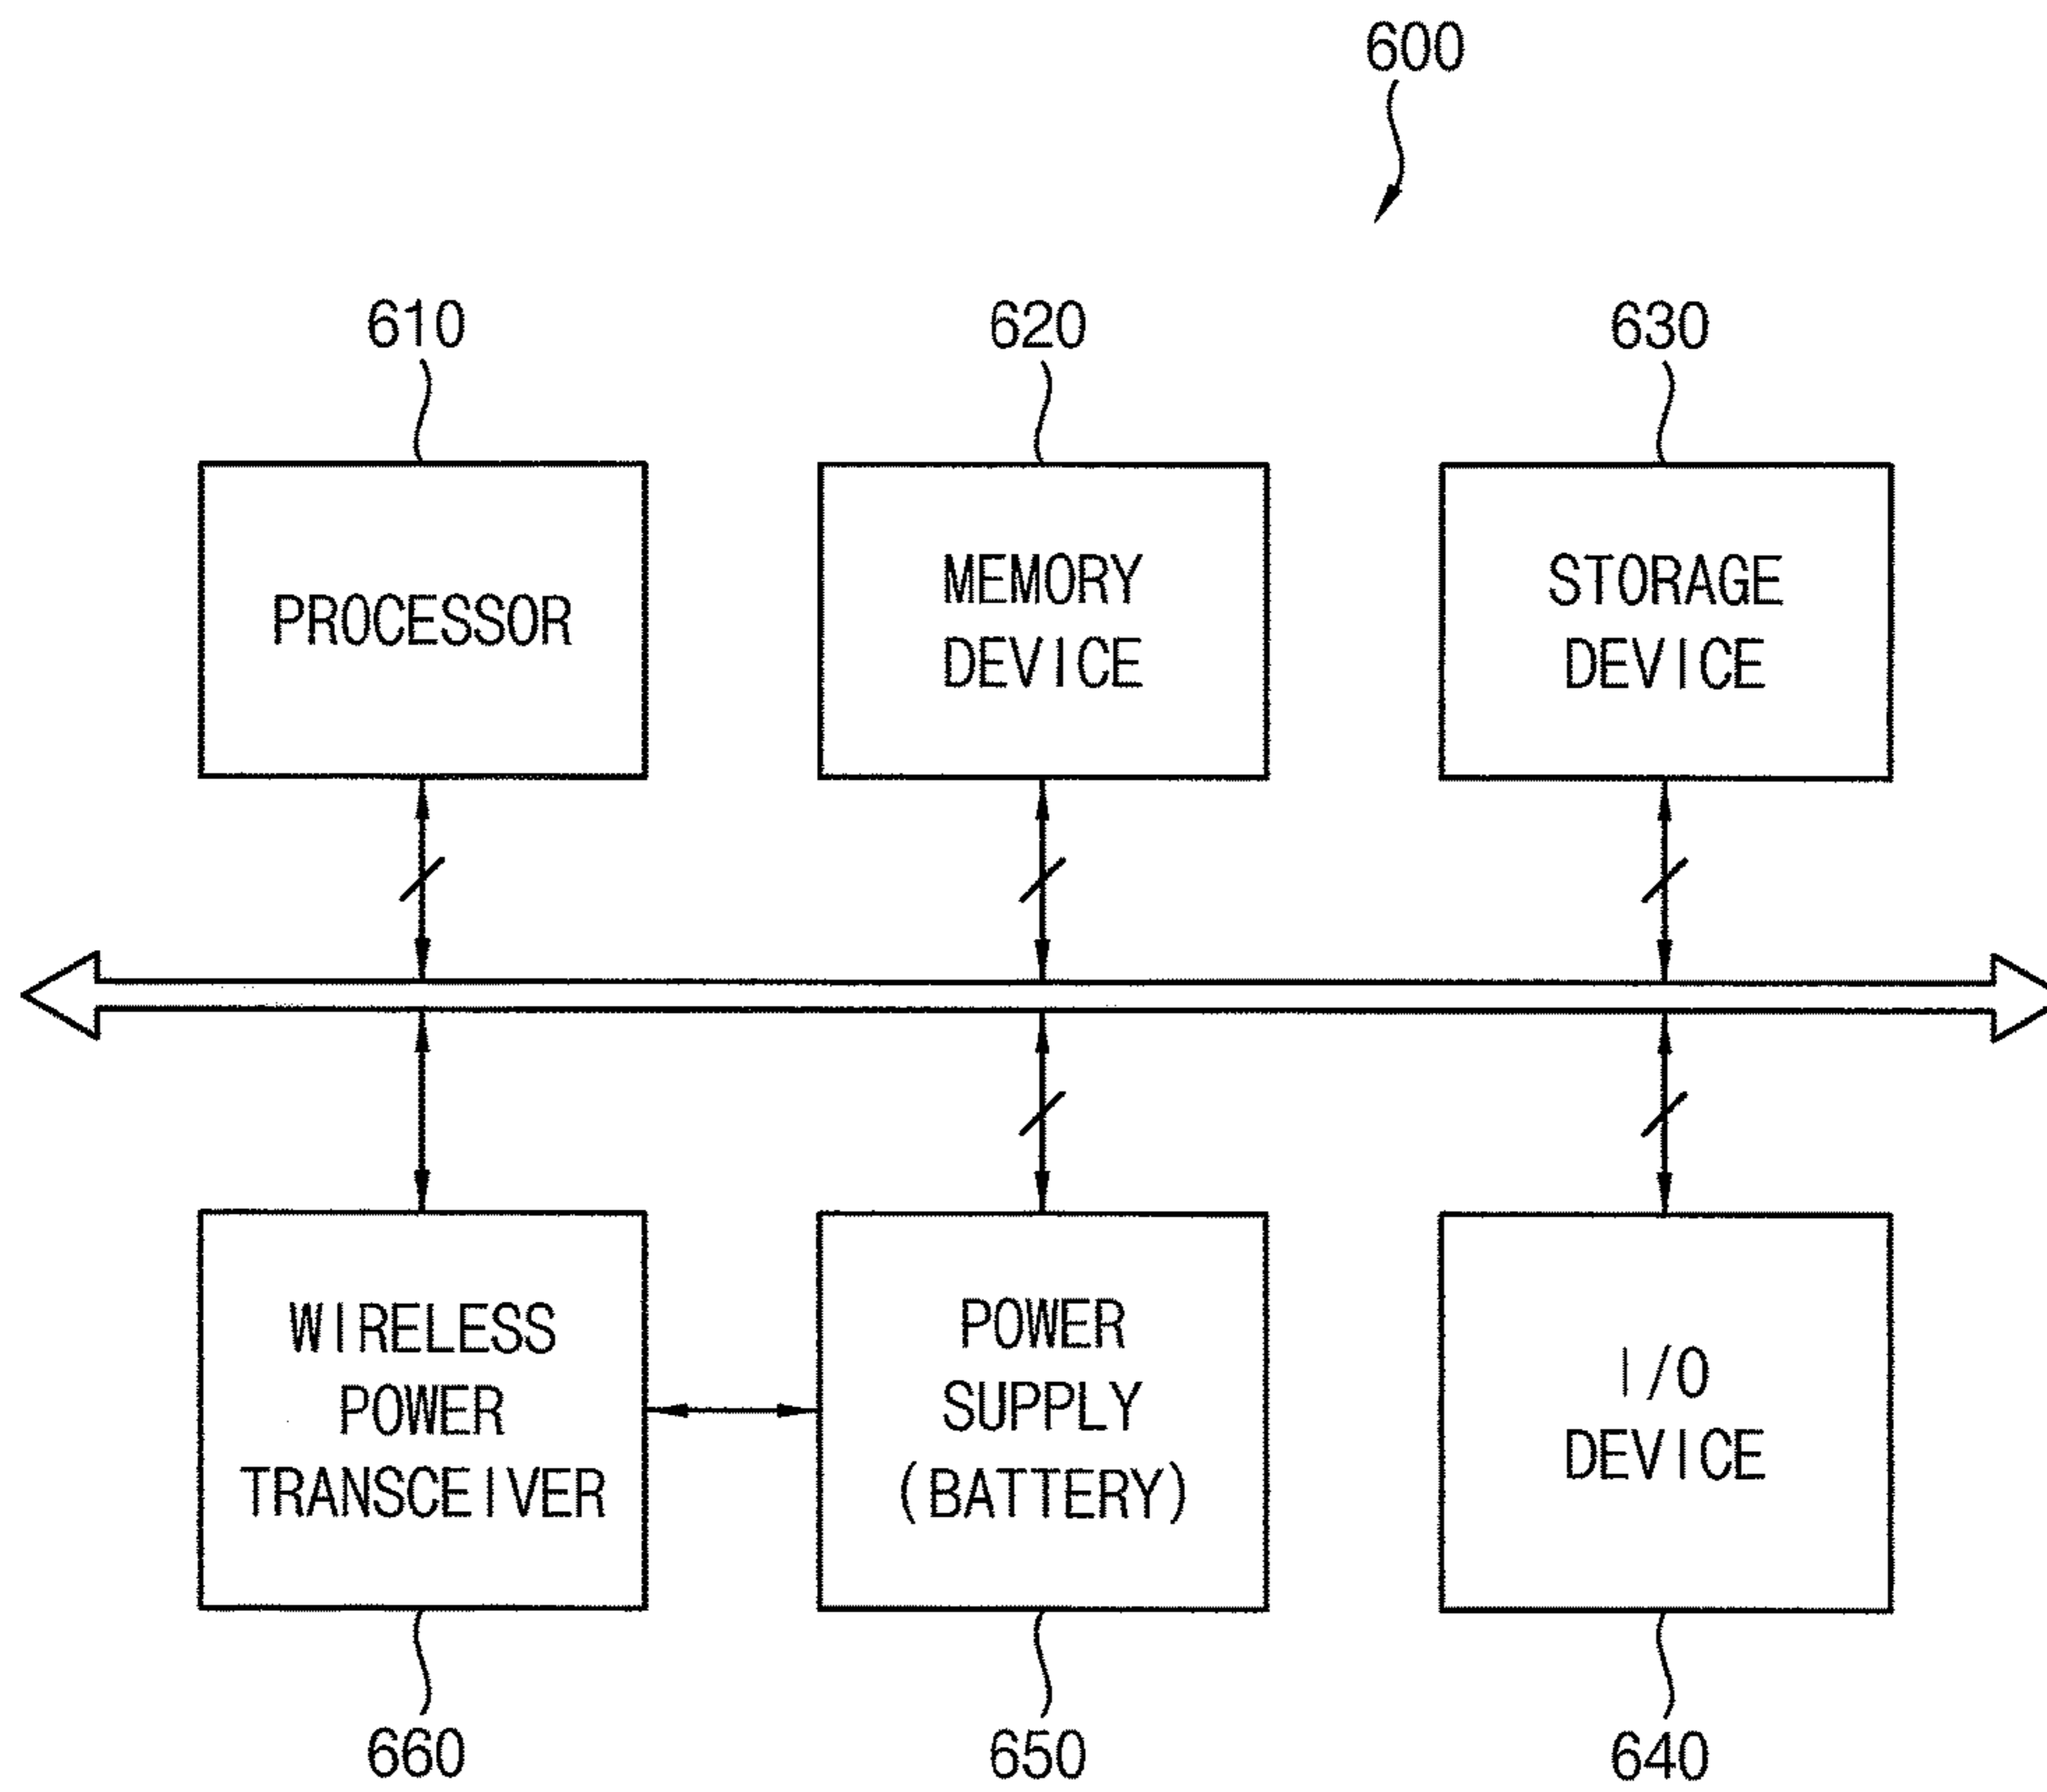 600
610
620
630
PROCESSOR
MEMORY
DEVICE
STORAGE
DEVICE
WIRELESS
POWER
TRANSCEIVER
POWER
SUPPLY
(BATTERY)
I/O
DEVICE
660
650
640